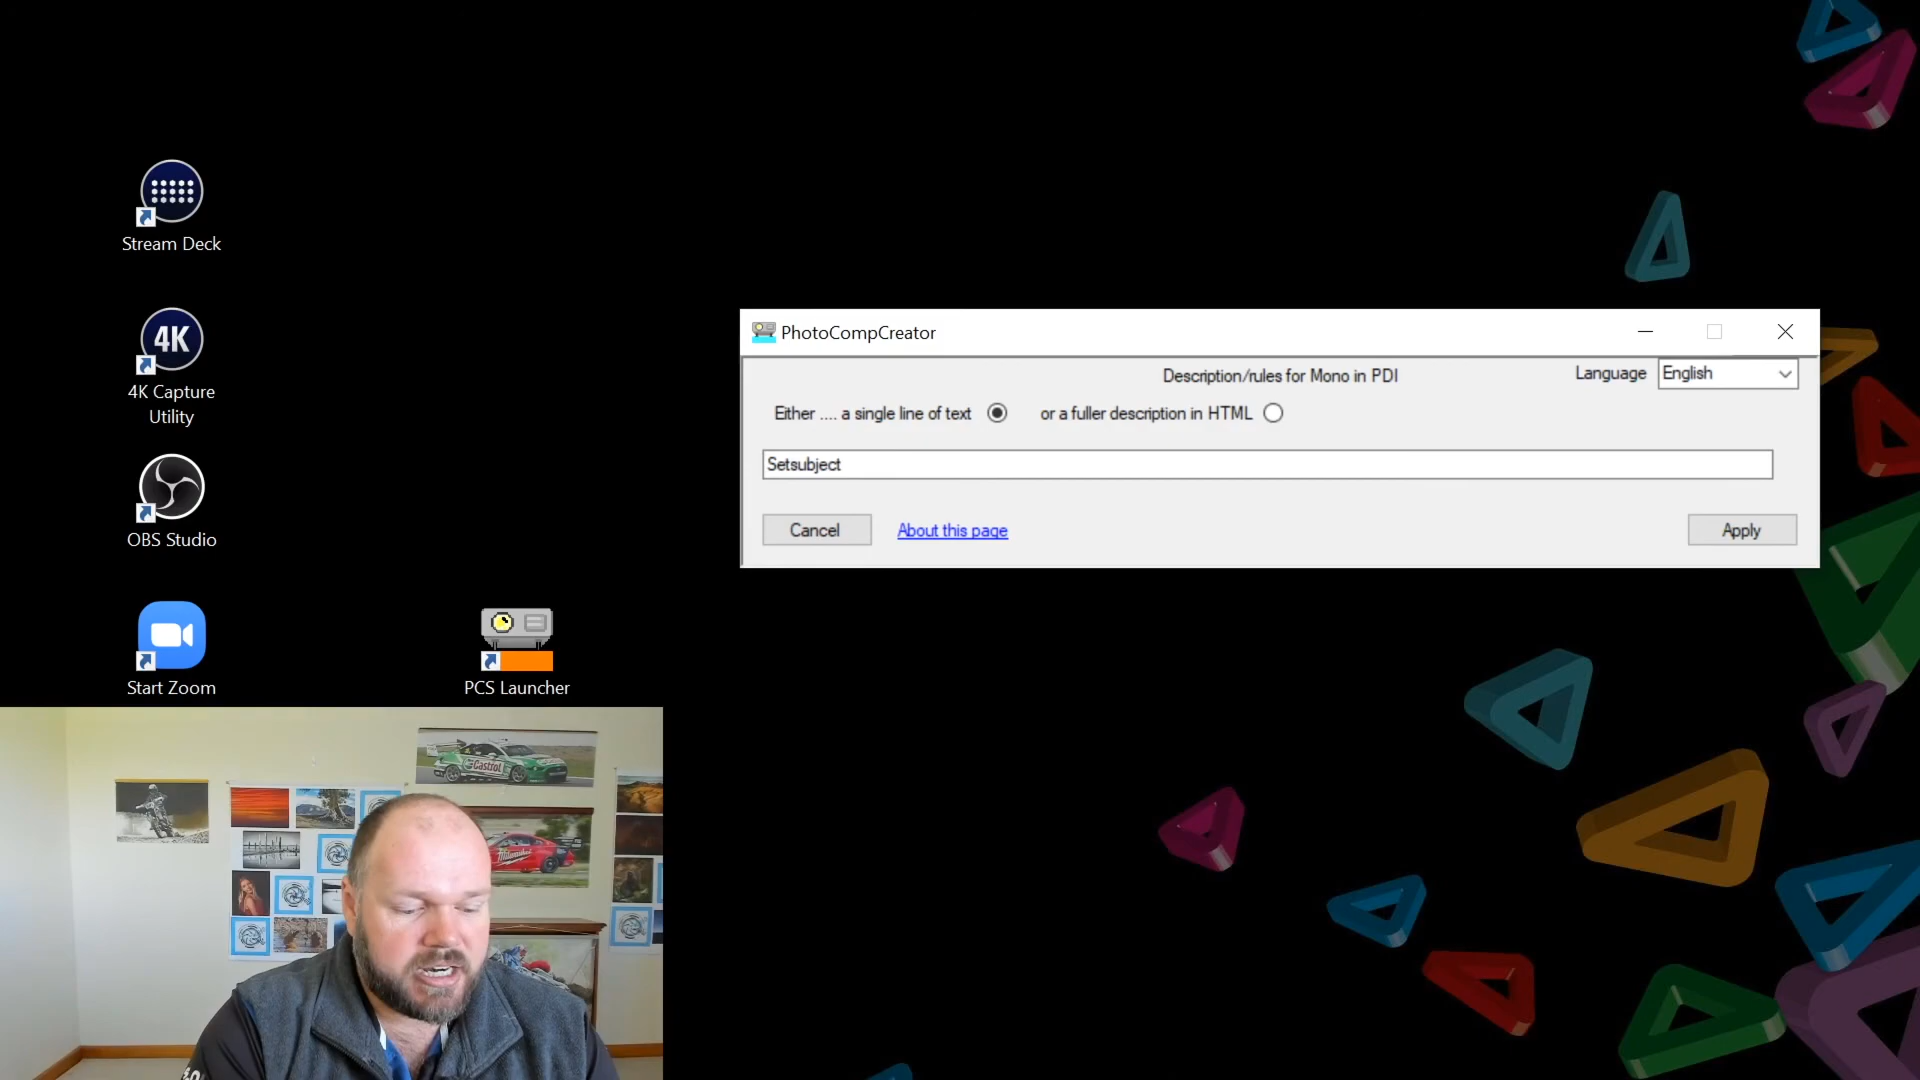 Stream Deck
4K
4K Capture
Utility
OBS Studio
Start Zoom
PCS Launcher
PhotoCompCreator
Description/rules for Mono in PDI
Language
English
Either .... a single line of text
or a fuller description in HTML
Setsubject
Cancel
About this page
Apply
Castrol
Milwaukee